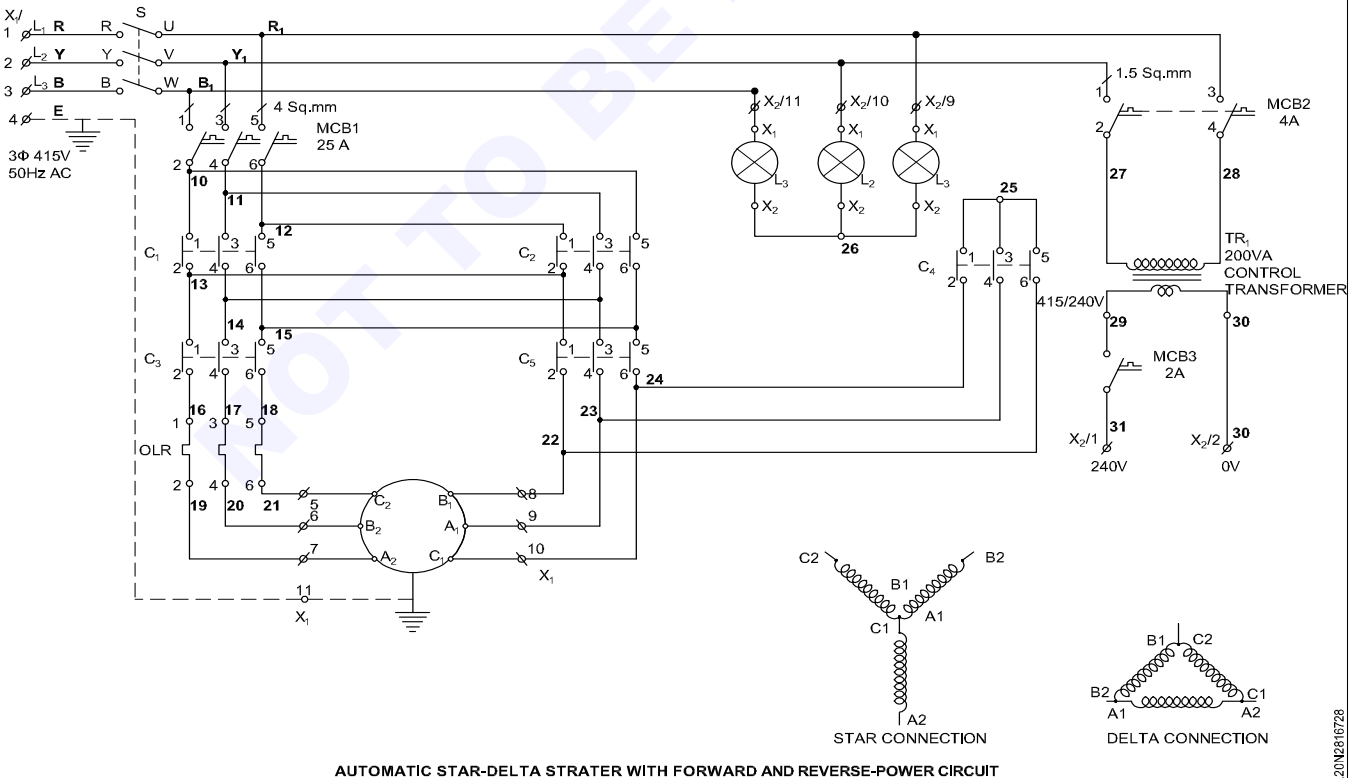 X1/
1 L1 R R S U R1
2 L2 Y Y V Y1
3 L3 B B W B1
4 E
3Φ 415V
50Hz AC
4 Sq.mm
1 3 5
MCB1
25 A
2 4 6
10
11
12
C1 1 3 5
2 4 6
13
14
15
C2 1 3 5
2 4 6
C3 1 3 5
2 4 6
C5 1 3 5
2 4 6
16 17 18
24
23
22
1 3 5
OLR
2 4 6
19 20 21
5
6
7
C2 B1
B2 A1
A2 C1
8
9
10
X1
11
X1
X2/11 X2/10 X2/9
X1 X1 X1
L3 L2 L3
X2 X2 X2
26
25
C4 1 3 5
2 4 6
1.5 Sq.mm
1 3
MCB2
4A
2 4
27 28
TR1
200VA
CONTROL
TRANSFORMER
415/240V
29 30
MCB3
2A
31 30
X2/1 X2/2
240V 0V
C2 B2
B1
C1 A1
A2
STAR CONNECTION
B1 C2
B2 C1
A1 A2
DELTA CONNECTION
20N2816728
AUTOMATIC STAR-DELTA STRATER WITH FORWARD AND REVERSE-POWER CIRCUIT
NOT TO BE